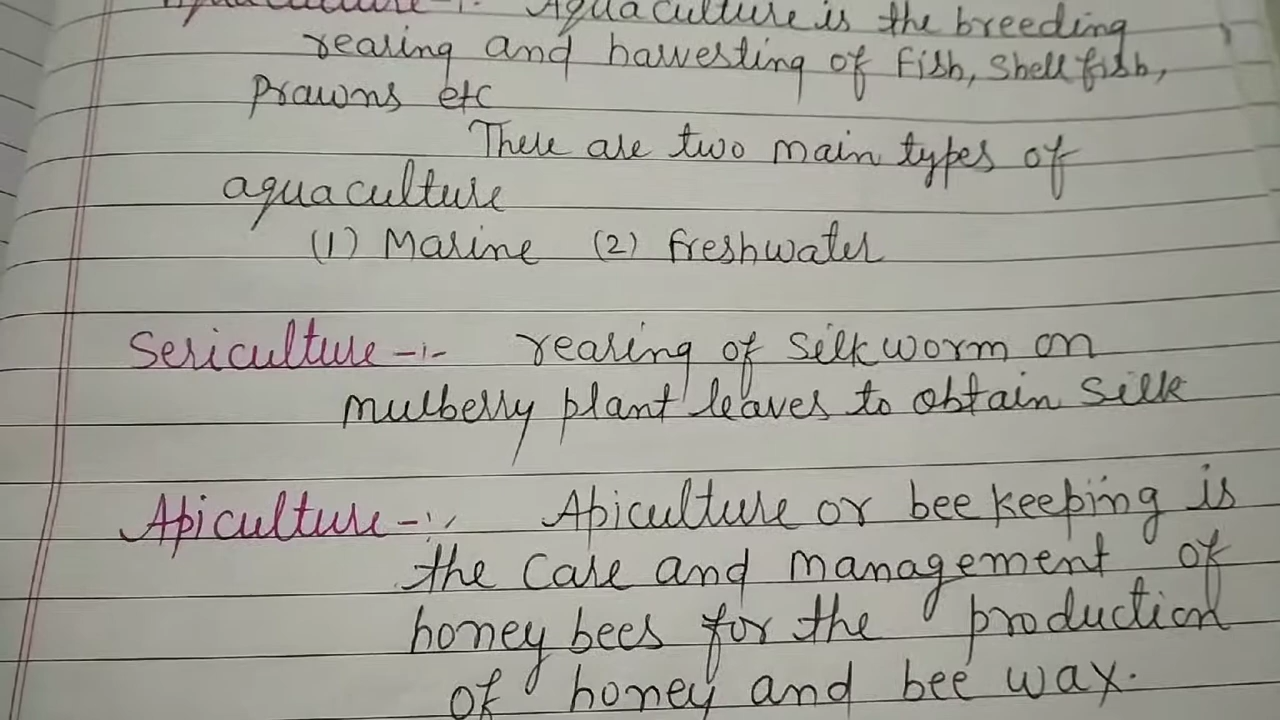 Aquaculture -:- Aquaculture is the breeding
rearing and harvesting of Fish, Shell fish,
Prawns etc
There are two main types of
aquaculture
(1) Marine (2) freshwater
Sericulture -:- rearing of silk worm on
mulberry plant leaves to obtain silk
Apiculture -:- Apiculture or bee keeping is
the care and management of
honey bees for the production
of honey and bee wax.